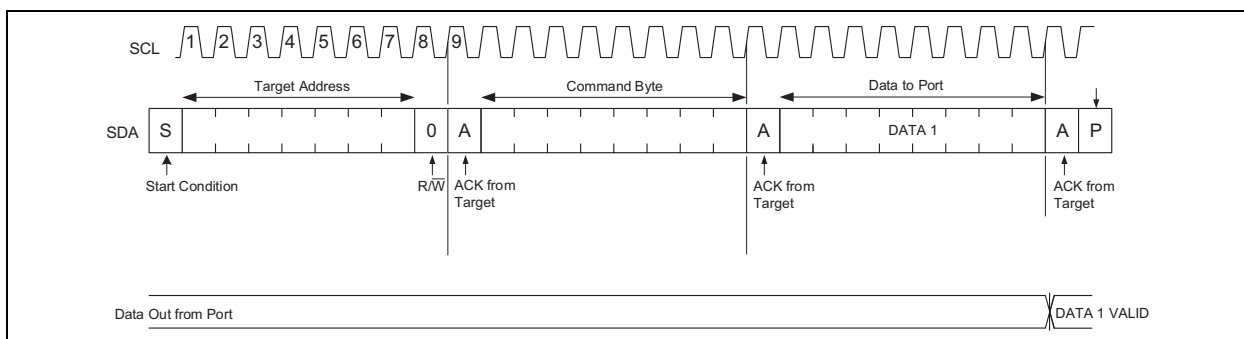 SCL 1 2 3 4 5 6 7 8 9
Target Address Command Byte Data to Port
SDA S 0 A A DATA 1 A P
Start Condition R/W̅ ACK from Target ACK from Target ACK from Target
Data Out from Port DATA 1 VALID